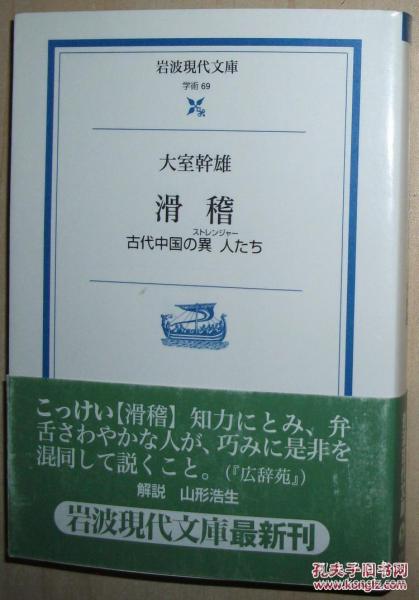 岩波現代文庫
学術 69
大室幹雄
滑 稽
ストレンジャー
古代中国の異 人たち
こっけい【滑稽】 知力にとみ、弁
舌さわやかな人が、巧みに是非を
混同して説くこと。(『広辞苑』)
解説 山形浩生
岩波現代文庫最新刊
孔夫子旧书网